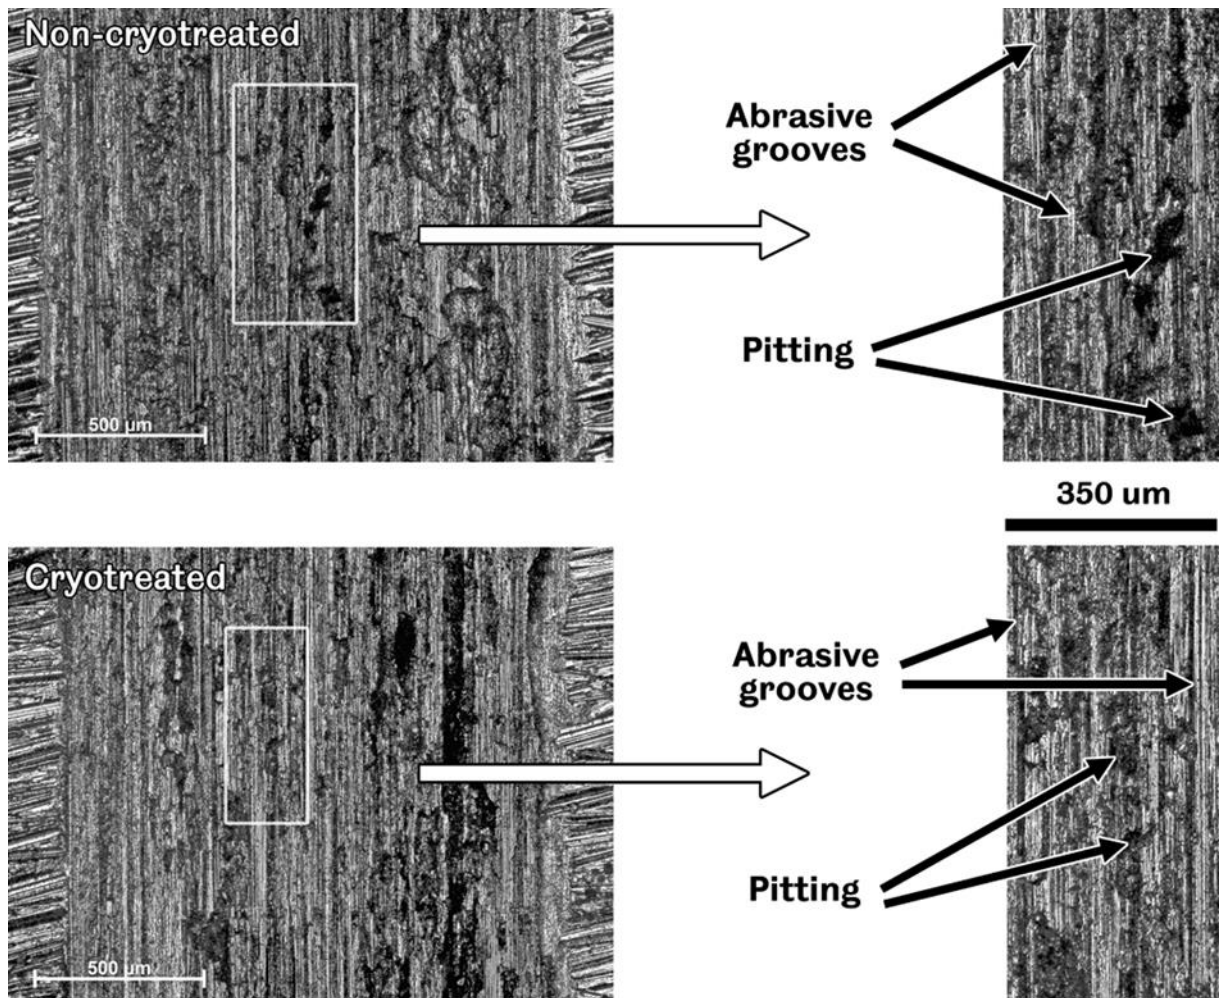 Non-cryotreated
Abrasive
grooves
Pitting
500 µm
350 um
Cryotreated
Abrasive
grooves
Pitting
500 µm